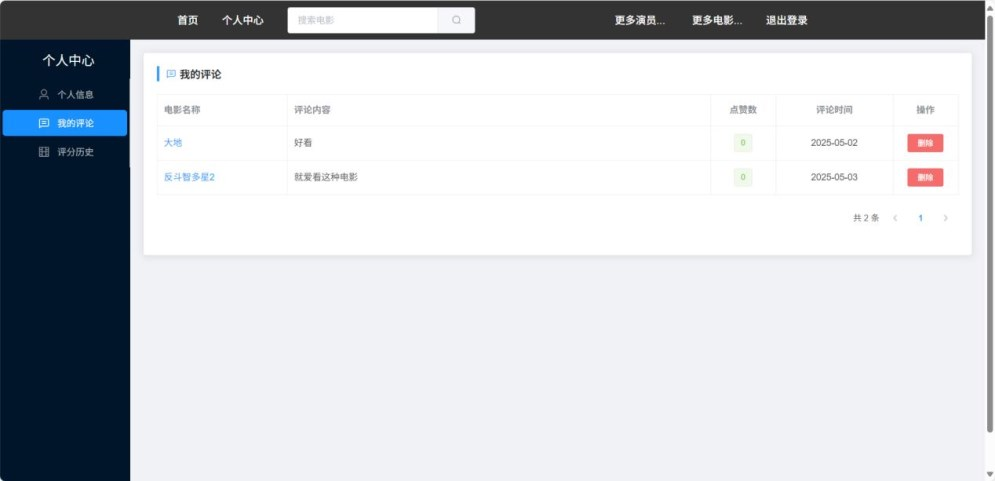 首页 个人中心 搜索电影 更多演员... 更多电影... 退出登录
个人中心
个人信息
我的评论
评分历史
我的评论
电影名称 评论内容 点赞数 评论时间 操作
大地 好看 0 2025-05-02 删除
反斗智多星2 就爱看这种电影 0 2025-05-03 删除
共 2 条 1